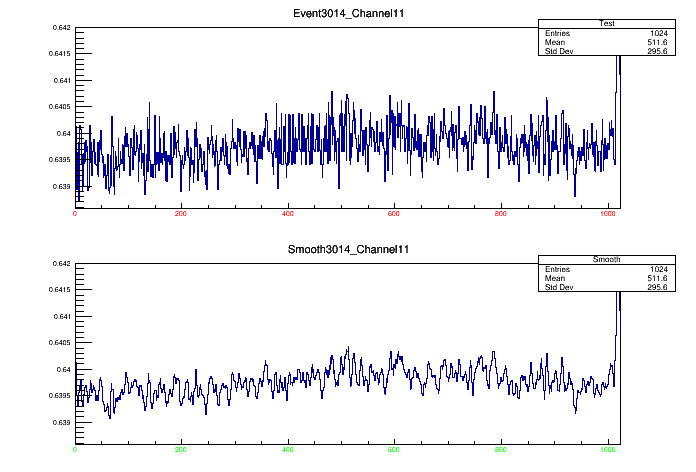 Event3014_Channel11
Test
Entries 1024
Mean 511.6
Std Dev 295.6
0.642
0.6415
0.641
0.6405
0.64
0.6395
0.639
0 200 400 600 800 1000
Smooth3014_Channel11
Smooth
Entries 1024
Mean 511.6
Std Dev 295.6
0.642
0.6415
0.641
0.6405
0.64
0.6395
0.639
0 200 400 600 800 1000